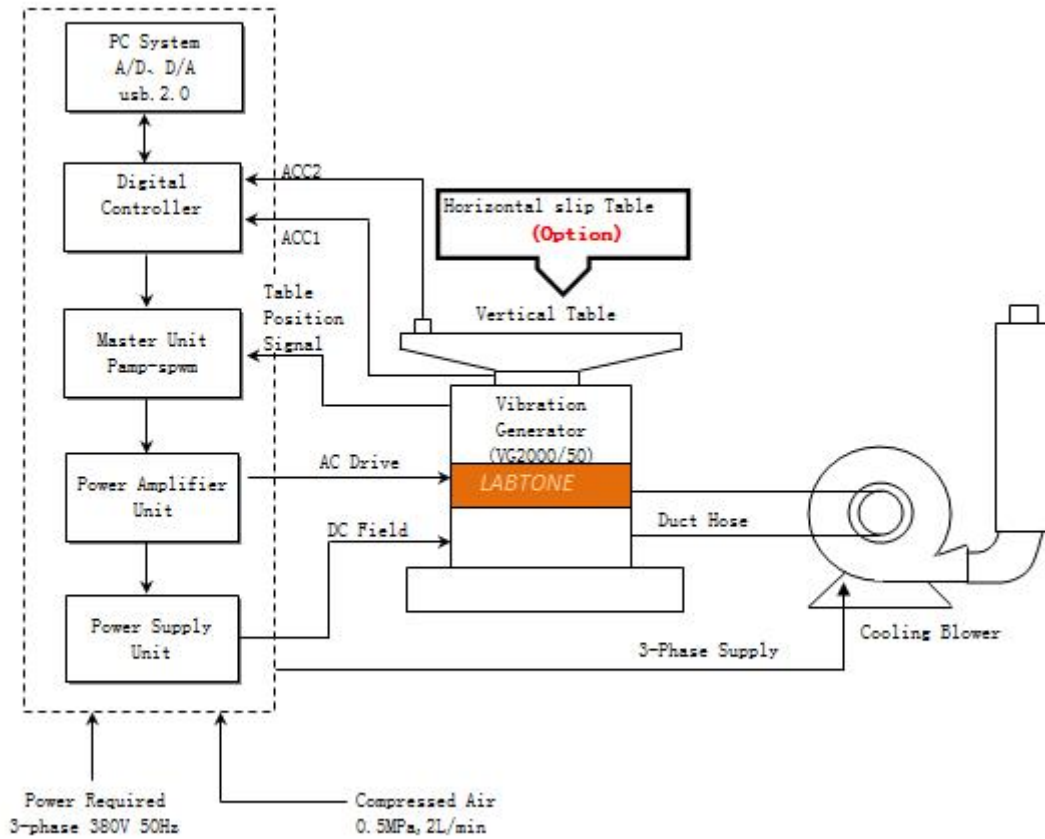 PC System
A/D、D/A
usb.2.0
Digital
Controller
ACC2
ACC1
Horizontal slip Table
(Option)
Table
Position
Signal
Vertical Table
Master Unit
Pamp-spwm
Vibration
Generator
(VG2000/50)
LABTONE
AC Drive
Power Amplifier
Unit
DC Field
Duct Hose
Power Supply
Unit
3-Phase Supply
Cooling Blower
Power Required
3-phase 380V 50Hz
Compressed Air
0.5MPa,2L/min